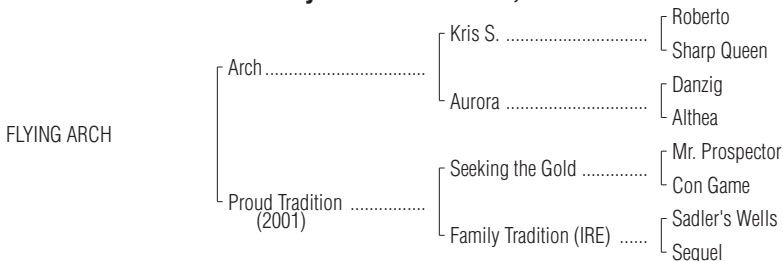 Roberto
Kris S. ....................................
Sharp Queen
Arch .................................
Danzig
Aurora ....................................
Althea
FLYING ARCH
Mr. Prospector
Seeking the Gold ................
Con Game
Proud Tradition ................
(2001)
Sadler's Wells
Family Tradition (IRE) ......
Sequel